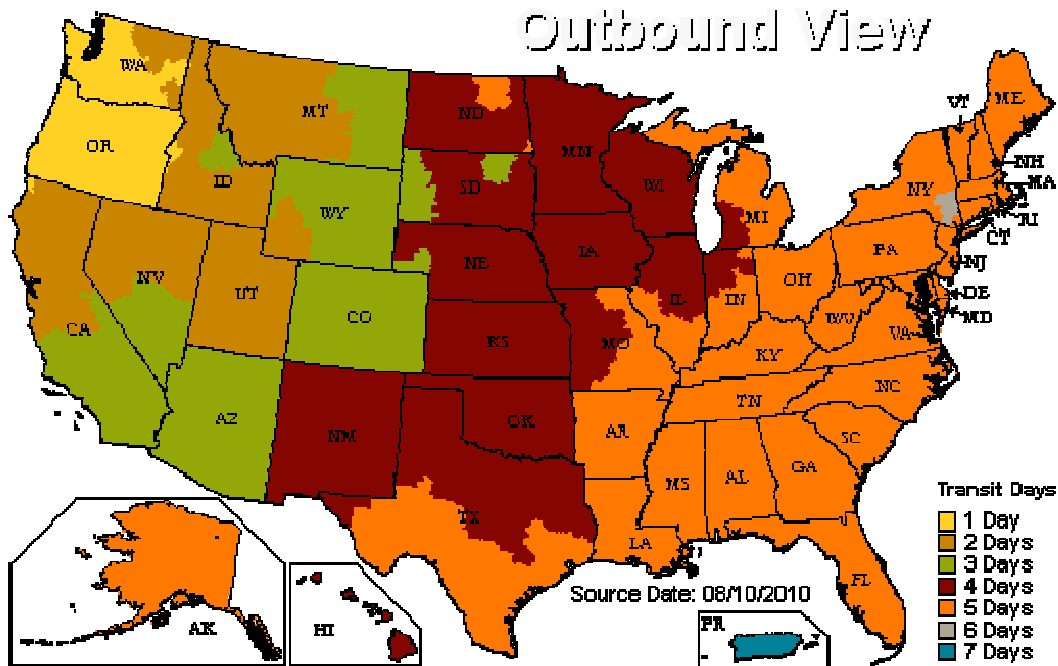 Outbound View
WA
MT
ND
MN
VT
ME
OR
ID
SD
WI
NH
NY
MA
WY
MI
RI
CT
PA
NV
NE
IA
NJ
OH
UT
IL
IN
DE
CA
CO
WV
MD
KS
MO
VA
KY
NC
TN
AZ
OK
NM
AR
SC
MS
AL
GA
TX
LA
FL
AK
HI
PR
Source Date: 08/10/2010
Transit Days
1 Day
2 Days
3 Days
4 Days
5 Days
6 Days
7 Days